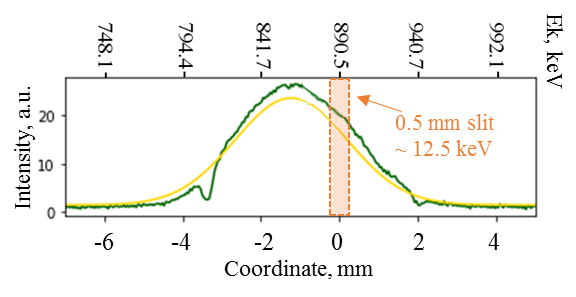 748.1 794.4 841.7 890.5 940.7 992.1 Ek, keV
Intensity, a.u.
20
10
0
0.5 mm slit
~ 12.5 keV
-6 -4 -2 0 2 4
Coordinate, mm